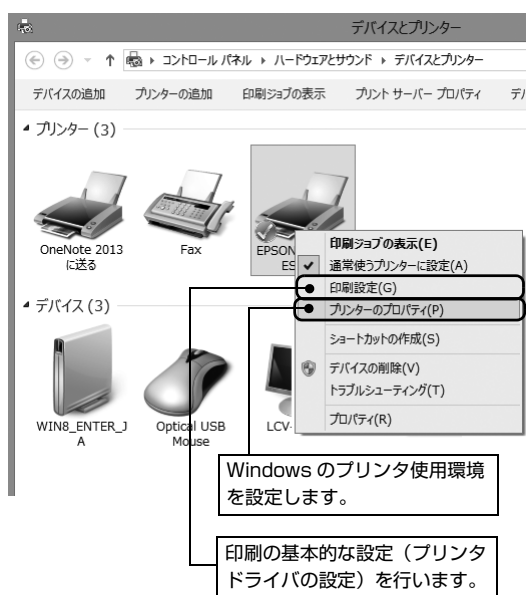 デバイスとプリンター
コントロール パネル ▸ ハードウェアとサウンド ▸ デバイスとプリンター
デバイスの追加 プリンターの追加 印刷ジョブの表示 プリント サーバー プロパティ デ
プリンター (3)
OneNote 2013
に送る
Fax
EPSON
ES
印刷ジョブの表示(E)
通常使うプリンターに設定(A)
印刷設定(G)
プリンターのプロパティ(P)
ショートカットの作成(S)
デバイスの削除(V)
トラブルシューティング(T)
プロパティ(R)
デバイス (3)
WIN8_ENTER_J
A
Optical USB
Mouse
LCV-
Windows のプリンタ使用環境
を設定します。
印刷の基本的な設定（プリンタ
ドライバの設定）を行います。